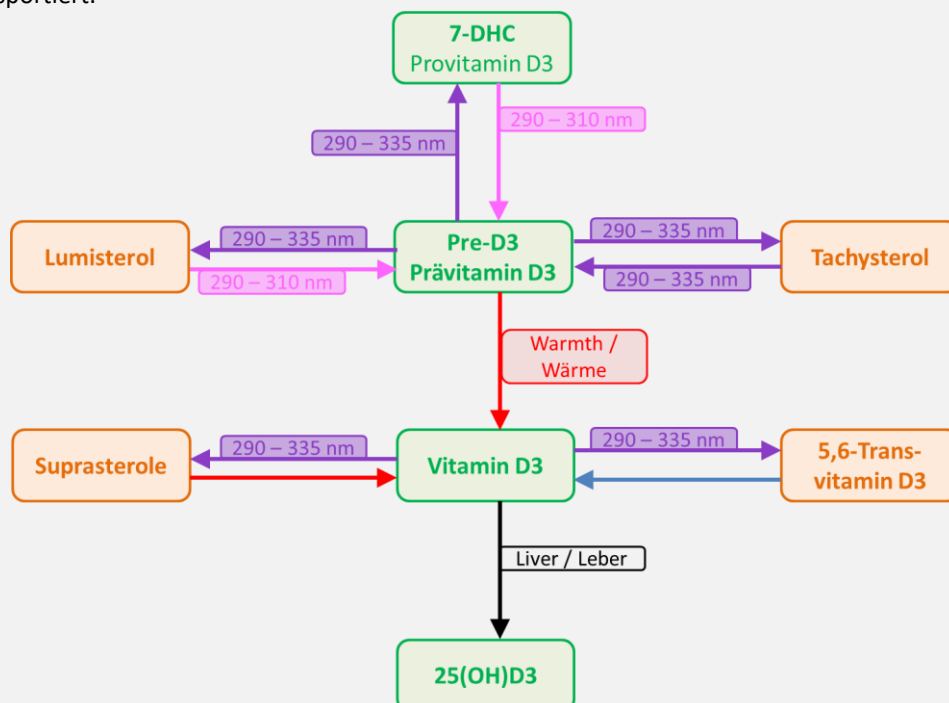 sportiert.
7-DHC
Provitamin D3
290 – 310 nm
290 – 335 nm
290 – 335 nm
290 – 335 nm
Lumisterol
Pre-D3
Prävitamin D3
Tachysterol
290 – 310 nm
290 – 335 nm
Warmth /
Wärme
290 – 335 nm
290 – 335 nm
Suprasterole
Vitamin D3
5,6-Trans-
vitamin D3
Liver / Leber
25(OH)D3